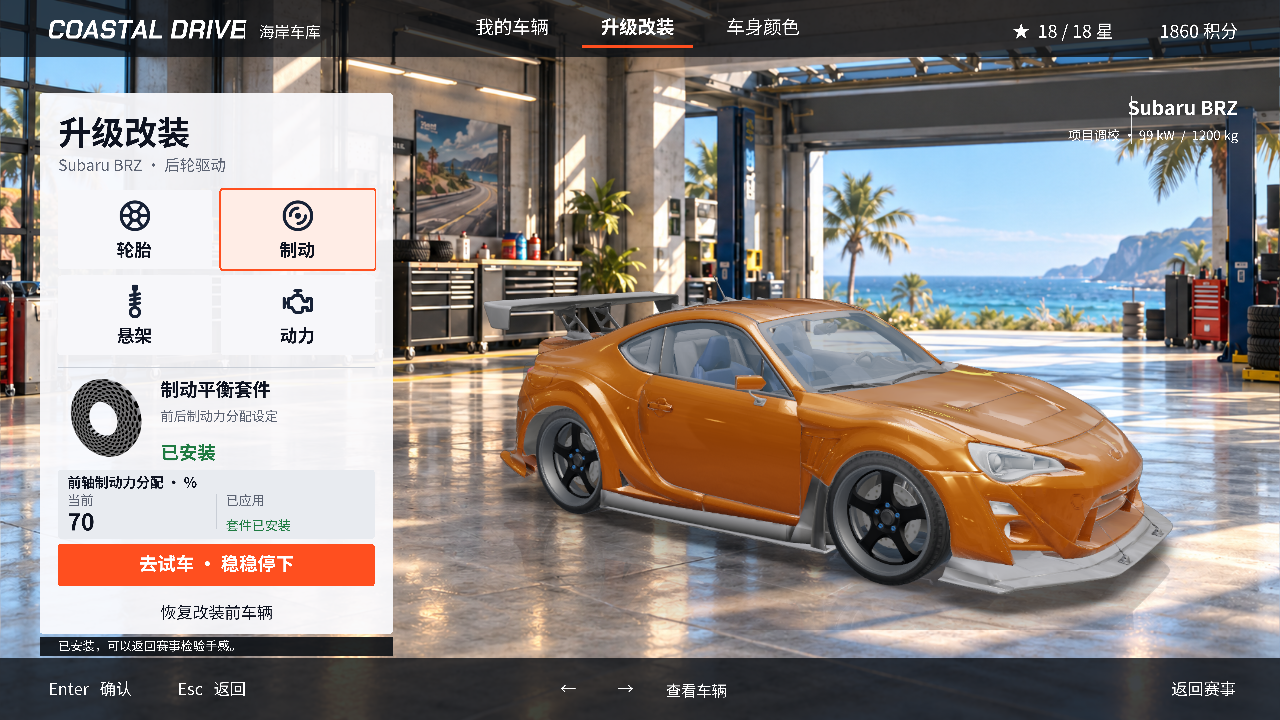 COASTAL DRIVE 海岸车库
我的车辆 升级改装 车身颜色
★ 18 / 18 星 1860 积分
Subaru BRZ
项目调校 · 99 kW / 1200 kg
升级改装
Subaru BRZ · 后轮驱动
轮胎 制动
悬架 动力
制动平衡套件
前后制动力分配设定
已安装
前轴制动力分配 · %
当前 已应用
70 套件已安装
去试车 · 稳稳停下
恢复改装前车辆
已安装，可以返回赛事检验手感。
Enter 确认 Esc 返回 ← → 查看车辆 返回赛事